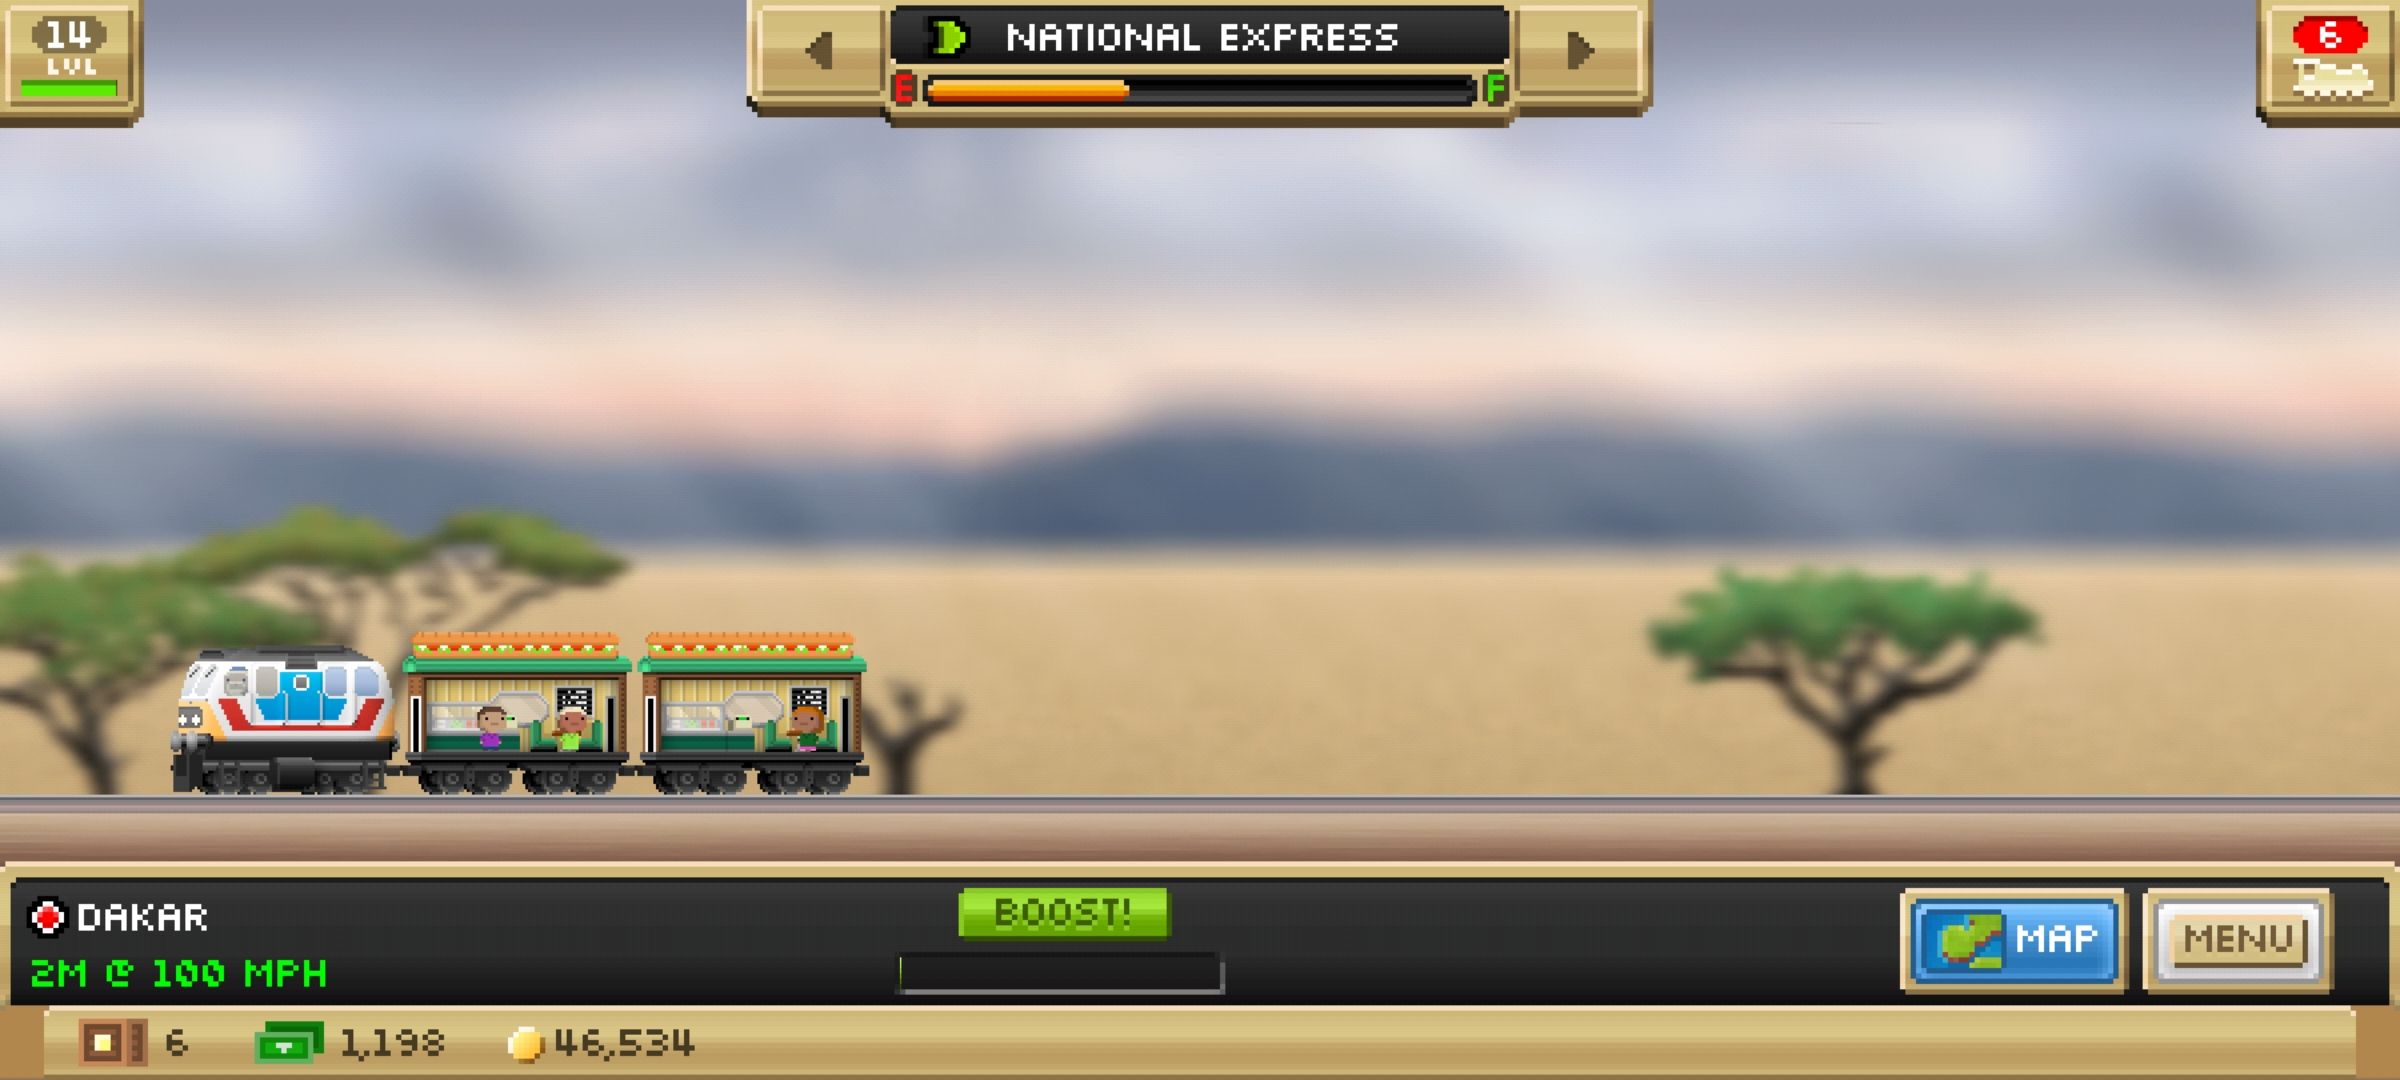 14
LVL
NATIONAL EXPRESS
E F
6
DAKAR
2M @ 100 MPH
BOOST!
MAP
MENU
6 1,198 46,534